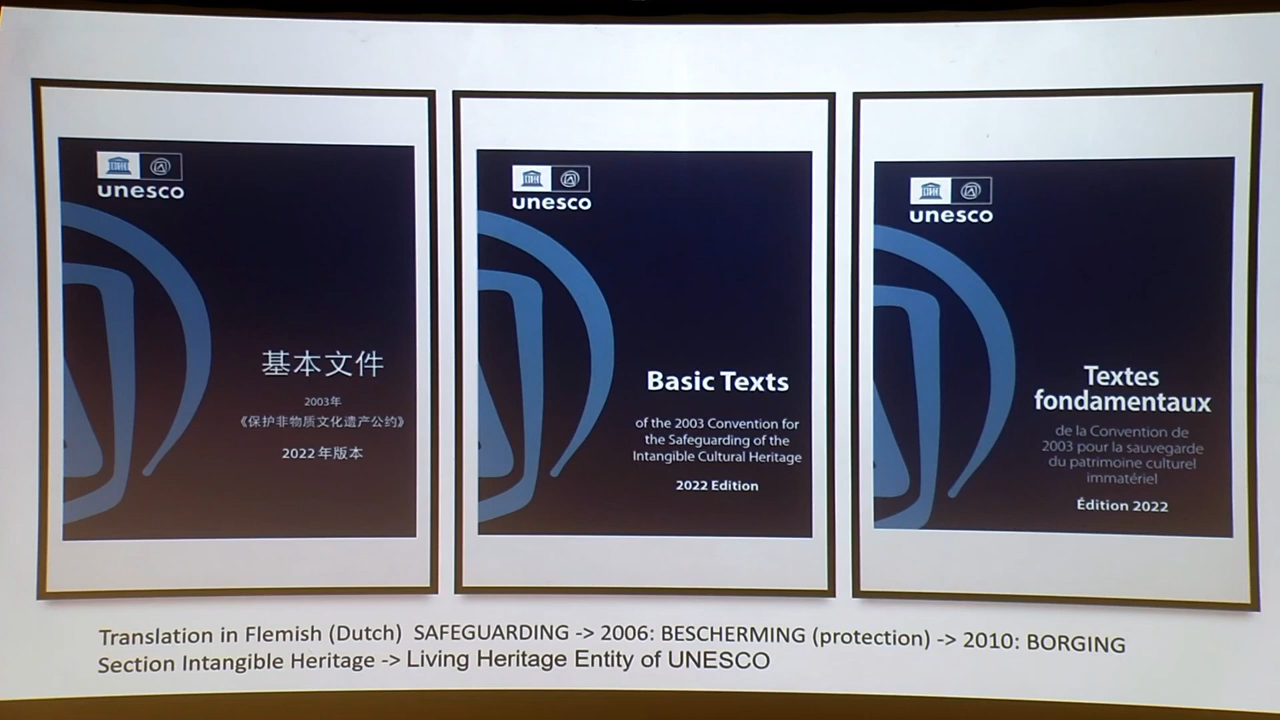 unesco
基本文件
2003年
《保护非物质文化遗产公约》
2022年版本
unesco
Basic Texts
of the 2003 Convention for
the Safeguarding of the
Intangible Cultural Heritage
2022 Edition
unesco
Textes
fondamentaux
de la Convention de
2003 pour la sauvegarde
du patrimoine culturel
immatériel
Édition 2022
Translation in Flemish (Dutch) SAFEGUARDING -> 2006: BESCHERMING (protection) -> 2010: BORGING
Section Intangible Heritage -> Living Heritage Entity of UNESCO